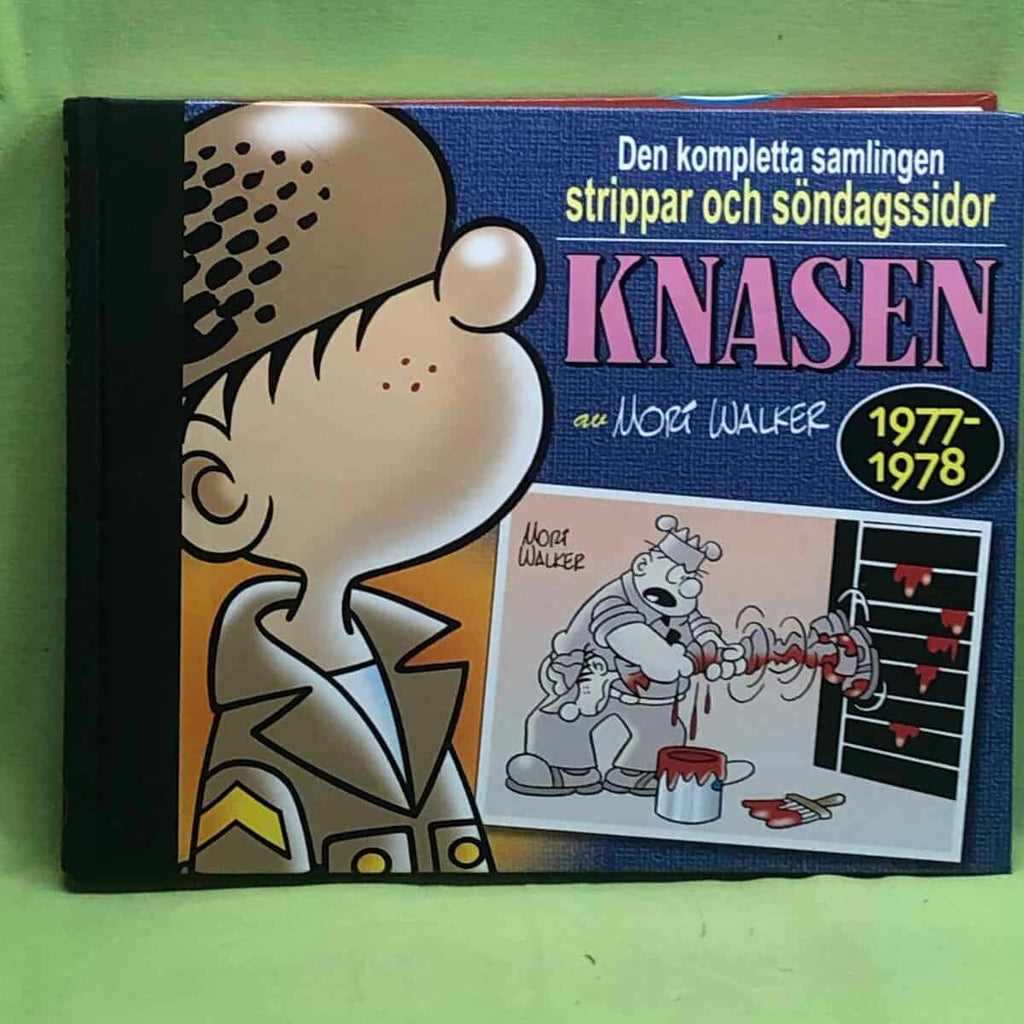 Den kompletta samlingen
strippar och söndagssidor
KNASEN
av MORT WALKER
1977-
1978
MORT
WALKER